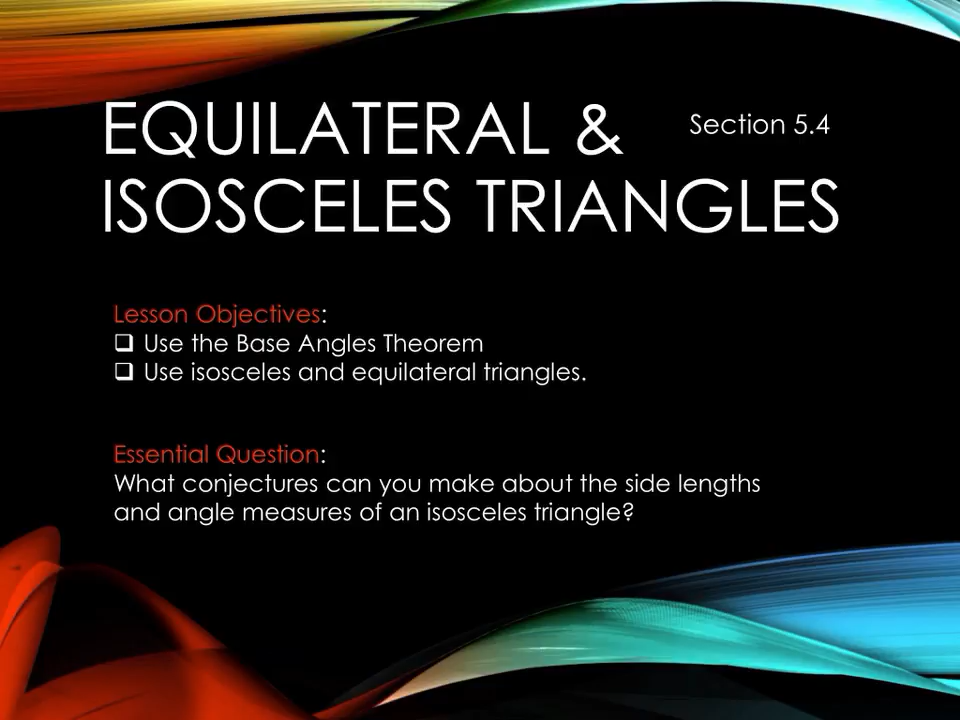 EQUILATERAL &
Section 5.4
ISOSCELES TRIANGLES
Lesson Objectives:
❑ Use the Base Angles Theorem
❑ Use isosceles and equilateral triangles.
Essential Question:
What conjectures can you make about the side lengths
and angle measures of an isosceles triangle?